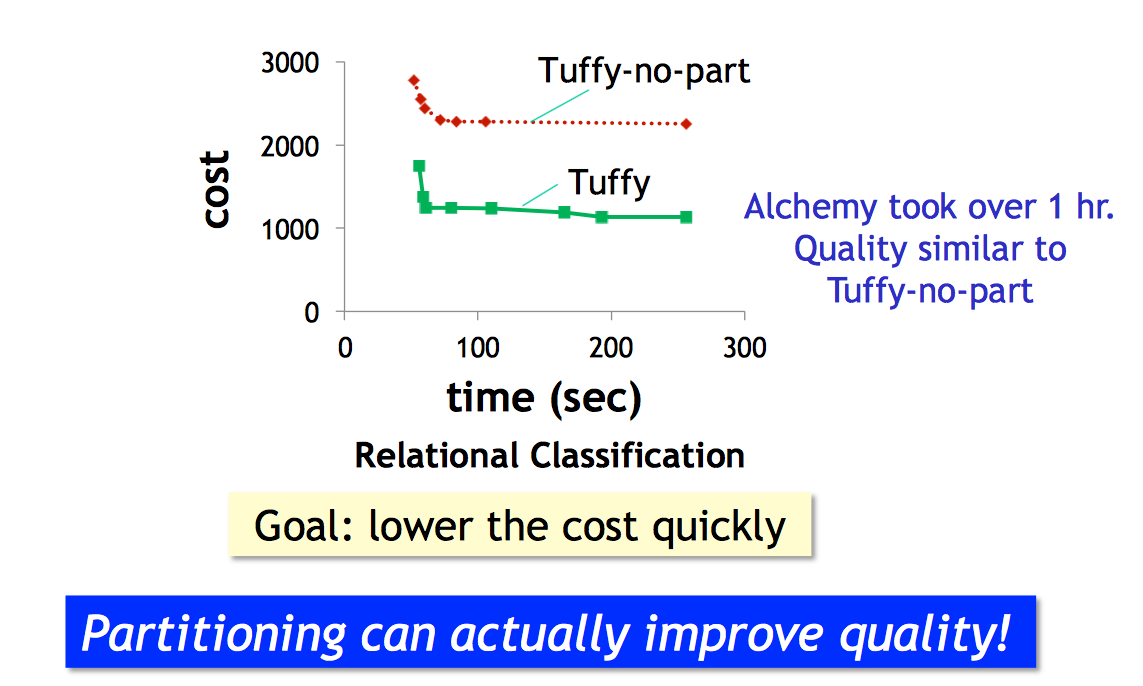 3000
Tuffy-no-part
2000
Tuffy
cost
1000
Alchemy took over 1 hr.
Quality similar to
Tuffy-no-part
0
0 100 200 300
time (sec)
Relational Classification
Goal: lower the cost quickly
Partitioning can actually improve quality!